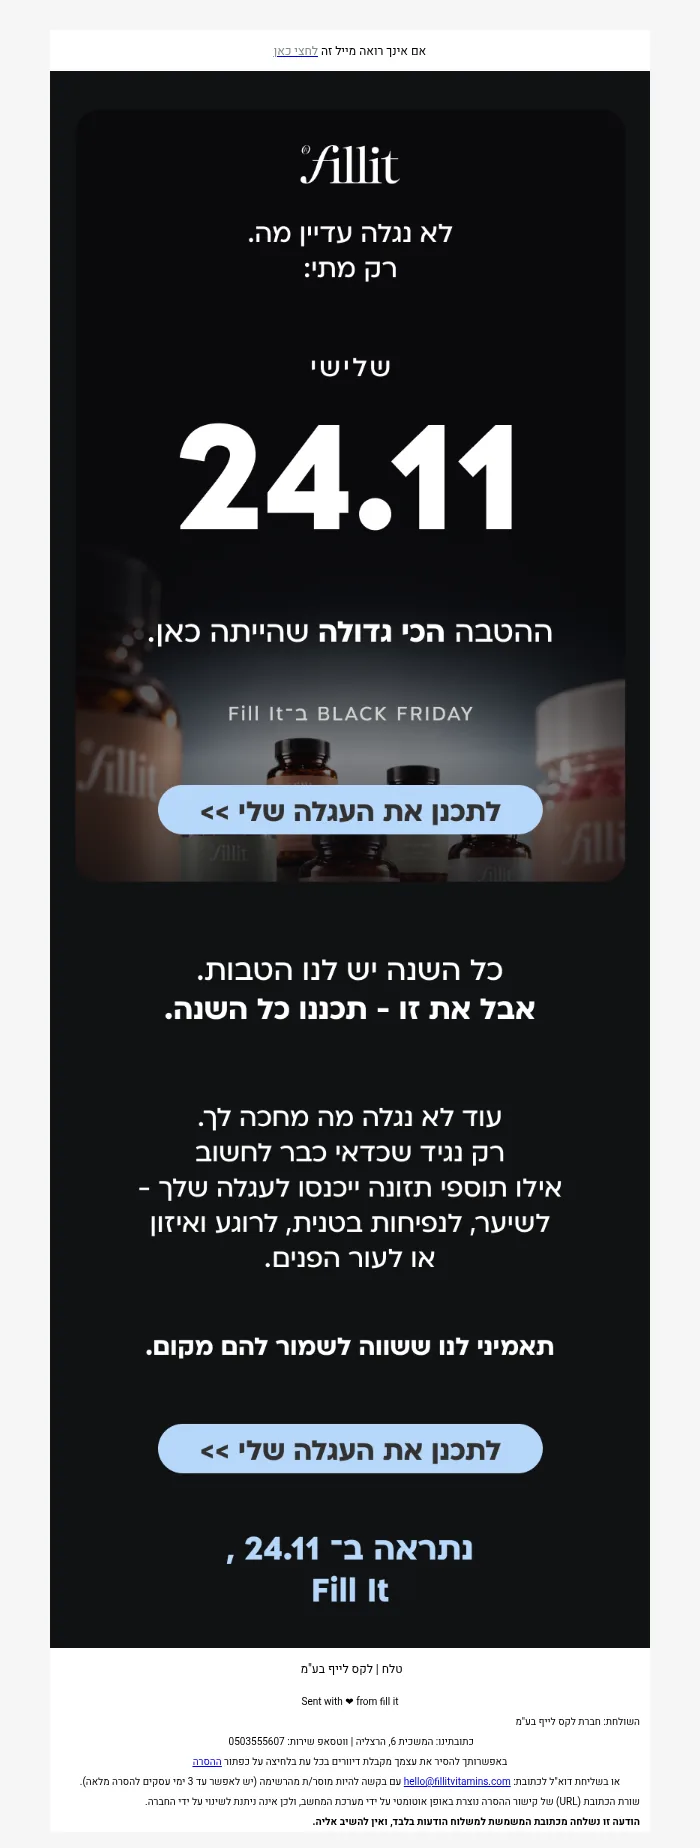 אם אינך רואה מייל זה לחצי כאן
fillit
לא נגלה עדיין מה.
רק מתי:
שלישי
24.11
ההטבה הכי גדולה שהייתה כאן.
BLACK FRIDAY ב־Fill It
fillit
לתכנן את העגלה שלי >>
fillit
fillit
fillit
כל השנה יש לנו הטבות.
אבל את זו - תכננו כל השנה.
עוד לא נגלה מה מחכה לך.
רק נגיד שכדאי כבר לחשוב
אילו תוספי תזונה ייכנסו לעגלה שלך -
לשיער, לנפיחות בטנית, לרוגע ואיזון
או לעור הפנים.
תאמיני לנו ששווה לשמור להם מקום.
לתכנן את העגלה שלי >>
נתראה ב־ 24.11 ,
Fill It
טלח | לקס לייף בע"מ
Sent with ❤ from fill it
השולחת: חברת לקס לייף בע"מ
כתובתינו: המשכית 6, הרצליה | ווטסאפ שירות: 0503555607
באפשרותך להסיר את עצמך מקבלת דיוורים בכל עת בלחיצה על כפתור ההסרה
או בשליחת דוא"ל לכתובת: hello@fillitvitamins.com עם בקשה להיות מוסר/ת מהרשימה (יש לאפשר עד 3 ימי עסקים להסרה מלאה).
שורת הכתובת (URL) של קישור ההסרה נוצרת באופן אוטומטי על ידי מערכת המחשב, ולכן אינה ניתנת לשינוי על ידי החברה.
הודעה זו נשלחה מכתובת המשמשת למשלוח הודעות בלבד, ואין להשיב אליה.